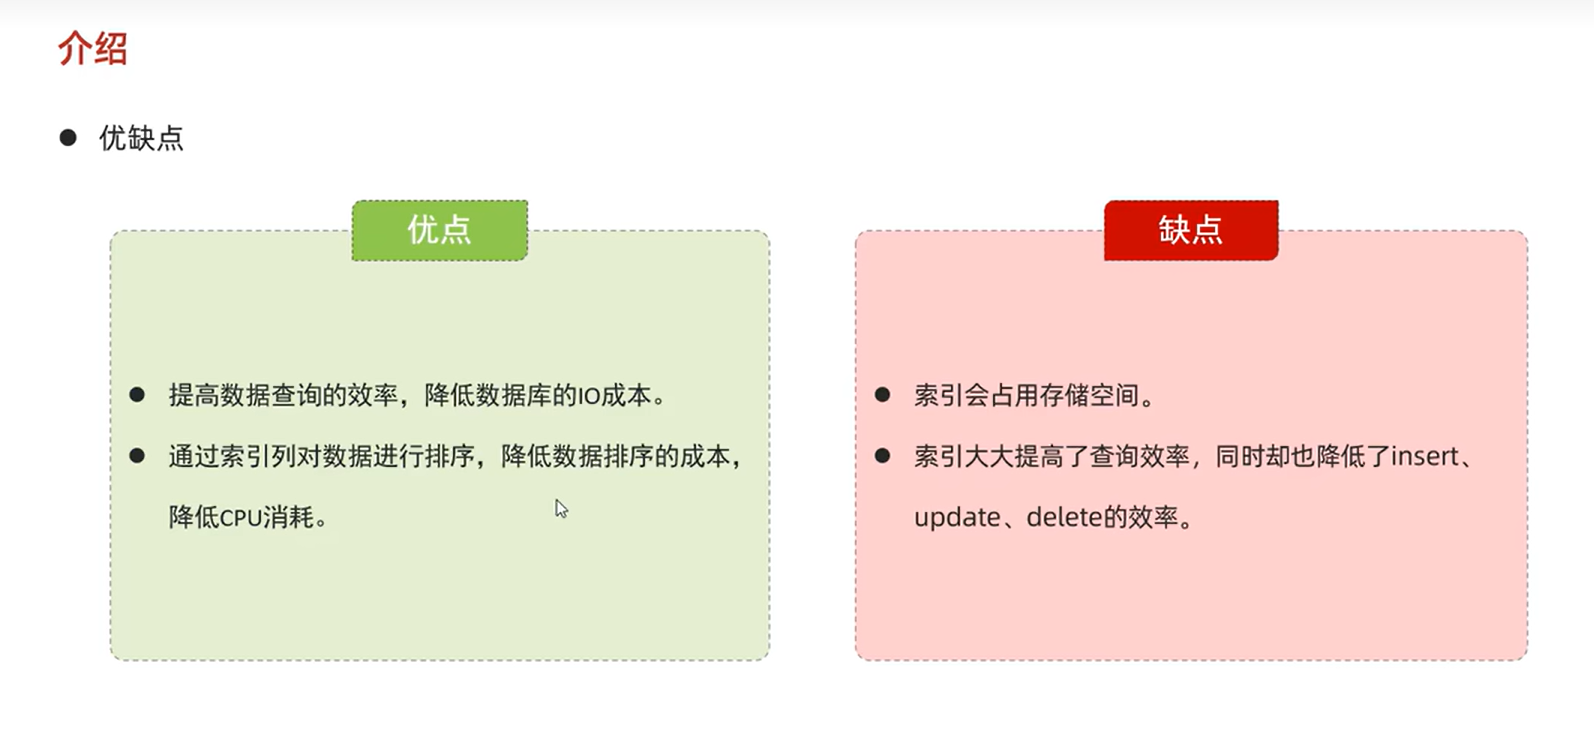 介绍
● 优缺点
优点
● 提高数据查询的效率，降低数据库的IO成本。
● 通过索引列对数据进行排序，降低数据排序的成本，
降低CPU消耗。
缺点
● 索引会占用存储空间。
● 索引大大提高了查询效率，同时却也降低了insert、
update、delete的效率。